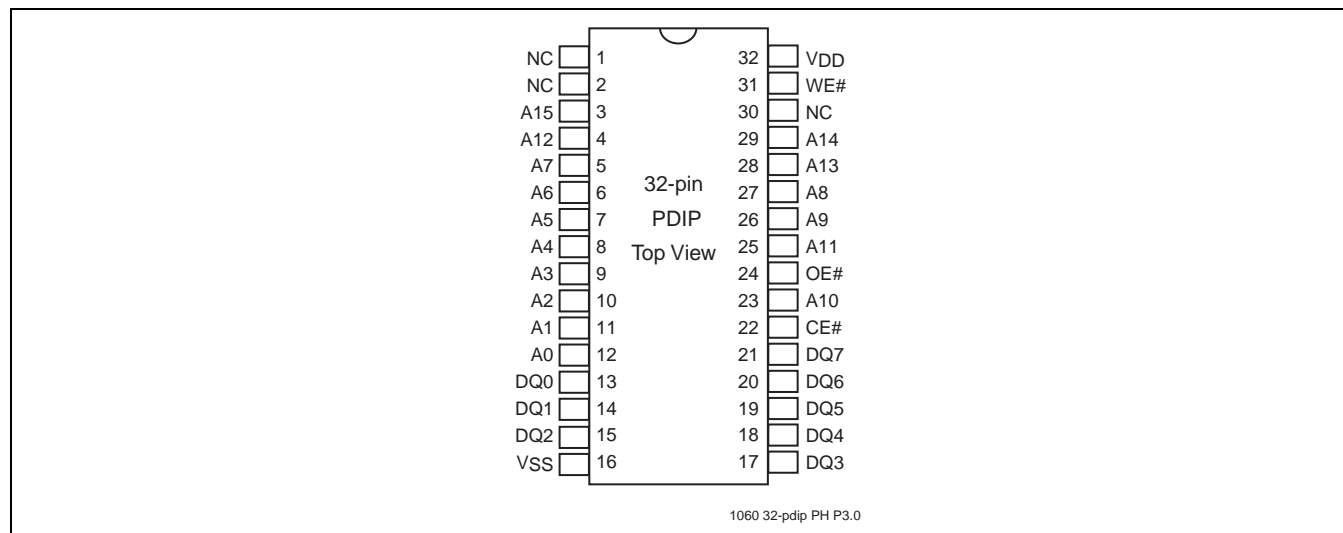 NC 1 32 VDD
NC 2 31 WE#
A15 3 30 NC
A12 4 29 A14
A7 5 28 A13
A6 6 32-pin 27 A8
A5 7 PDIP 26 A9
A4 8 Top View 25 A11
A3 9 24 OE#
A2 10 23 A10
A1 11 22 CE#
A0 12 21 DQ7
DQ0 13 20 DQ6
DQ1 14 19 DQ5
DQ2 15 18 DQ4
VSS 16 17 DQ3
1060 32-pdip PH P3.0